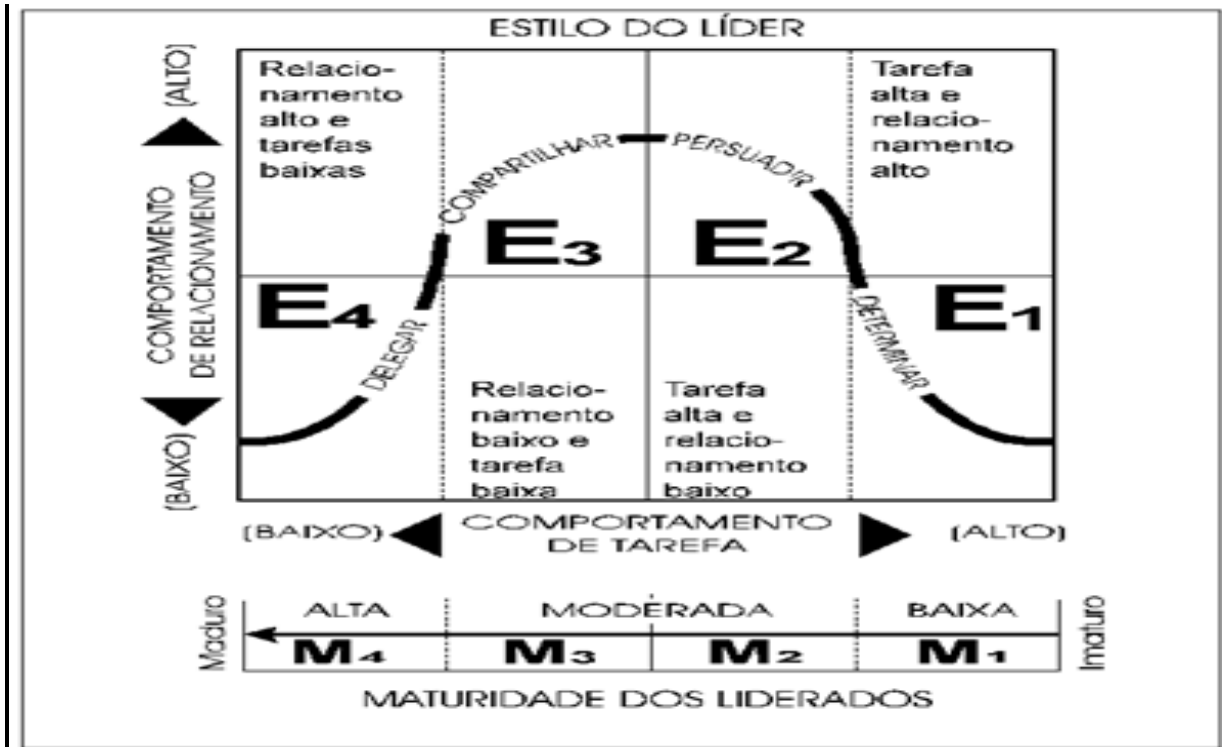 ESTILO DO LÍDER
(ALTO)
COMPORTAMENTO
DE RELACIONAMENTO
(BAIXO)
Relacio-
namento
alto e
tarefas
baixas
Tarefa
alta e
relacio-
namento
alto
COMPARTILHAR
PERSUADIR
E3
E2
E4
E1
DELEGAR
DETERMINAR
Relacio-
namento
baixo e
tarefa
baixa
Tarefa
alta e
relacio-
namento
baixo
(BAIXO)
COMPORTAMENTO
DE TAREFA
(ALTO)
Maduro
ALTA
MODERADA
BAIXA
Imaturo
M4
M3
M2
M1
MATURIDADE DOS LIDERADOS